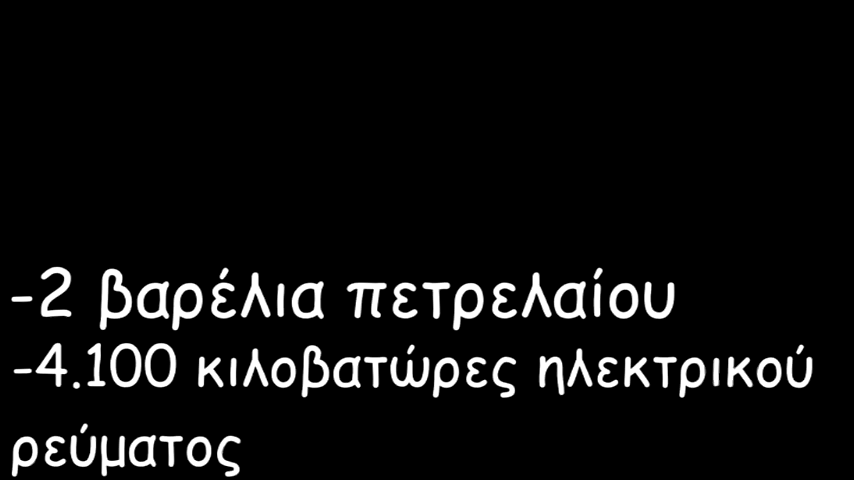 -2 βαρέλια πετρελαίου
-4.100 κιλοβατώρες ηλεκτρικού
ρεύματος